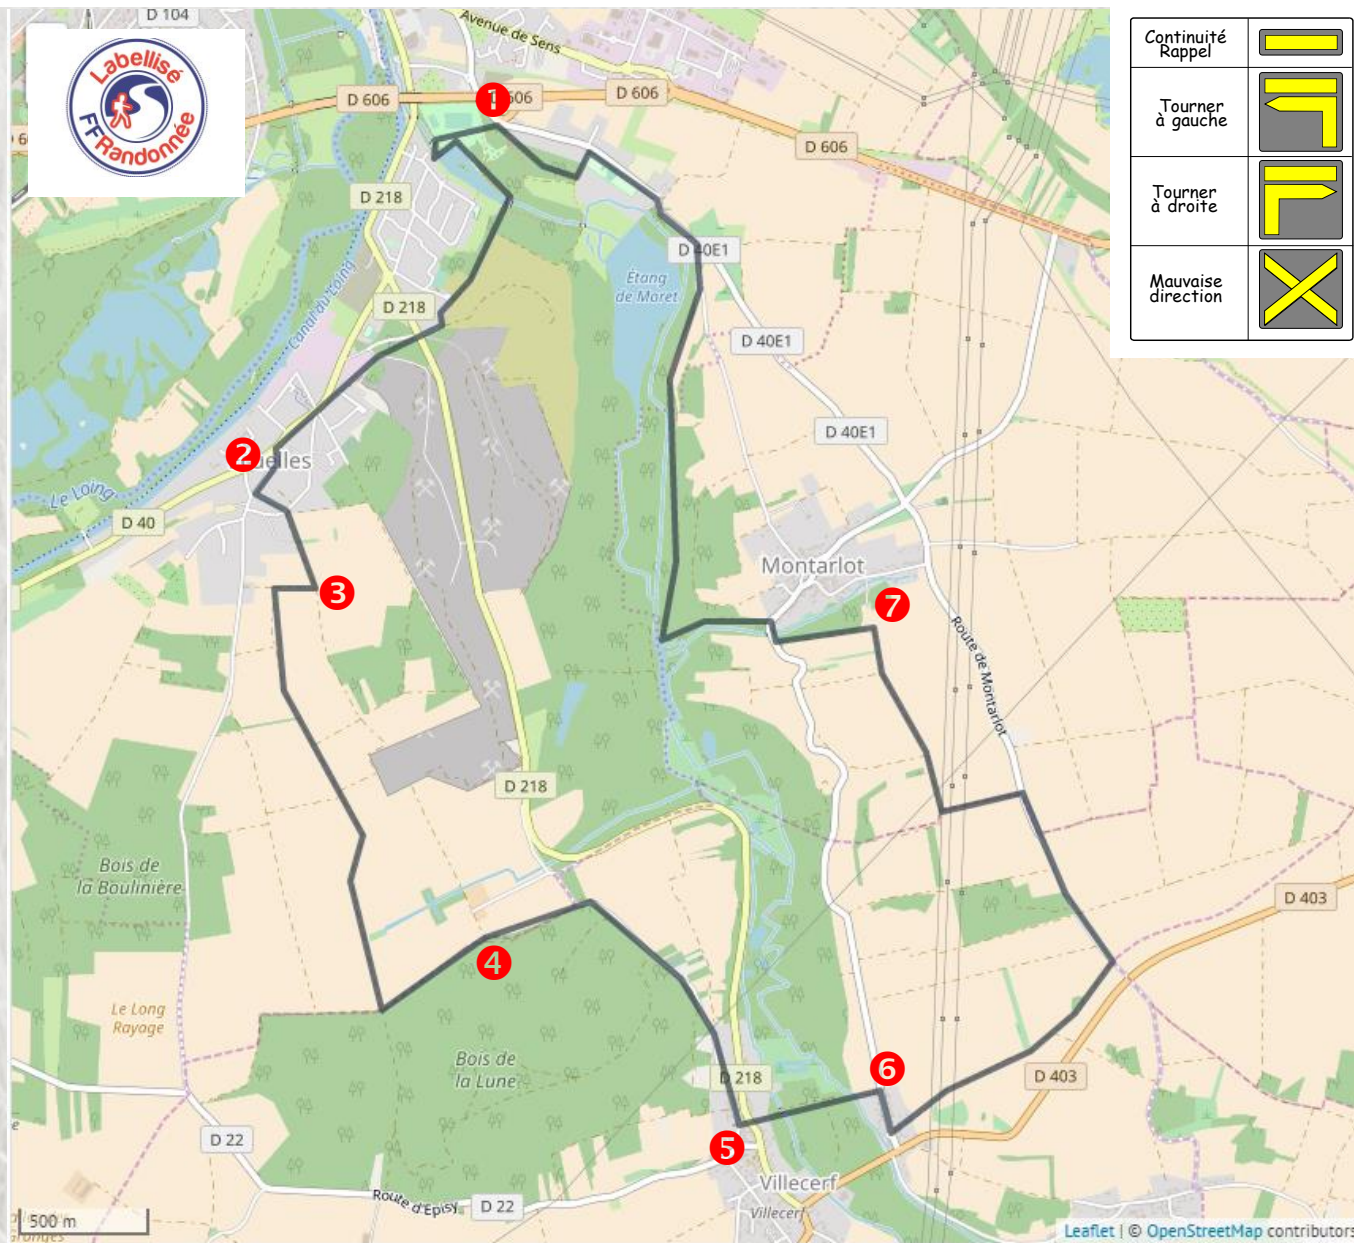 D 104
Avenue de Sens
Labellisé
FFRandonnée
D 606
1
606
D 606
D 606
D 218
Étang
de Moret
D 40E1
Canal du Loing
D 218
D 40E1
D 40E1
2
elles
Le Loing
D 40
Montarlot
3
7
Route de Montarlot
D 218
Bois de
la Boulinière
D 403
4
Le Long
Rayage
Bois de
la Lune
D 218
6
D 403
D 22
5
Villecerf
Route d'Épisy
D 22
Villecerf
500 m
Leaflet | © OpenStreetMap contributors
Continuité
Rappel
Tourner
à gauche
Tourner
à droite
Mauvaise
direction